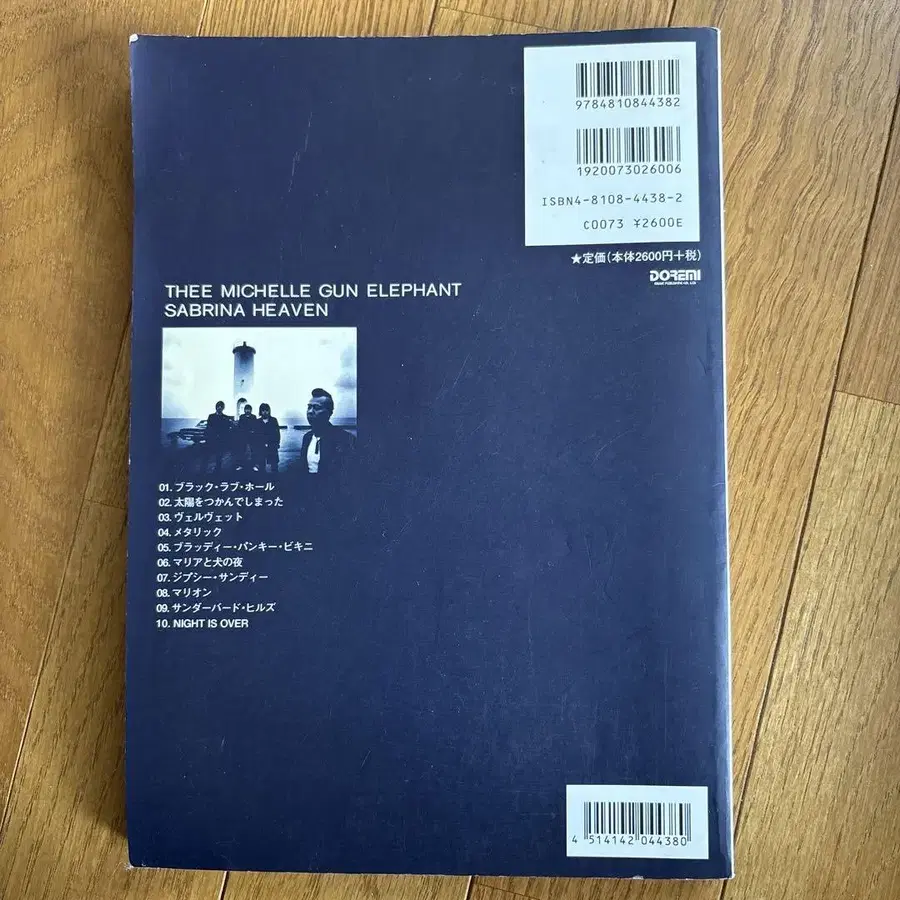 9784810844382
1920073026006
ISBN4-8108-4438-2
C0073 ¥2600E
★定価(本体2600円+税)
DOREMI
THEE MICHELLE GUN ELEPHANT
SABRINA HEAVEN
01. ブラック・ラブ・ホール
02. 太陽をつかんでしまった
03. ヴェルヴェット
04. メタリック
05. ブラッディー・パンキー・ビキニ
06. マリアと犬の夜
07. ジプシー・サンディー
08. マリオン
09. サンダーバード・ヒルズ
10. NIGHT IS OVER
4 514142 044380